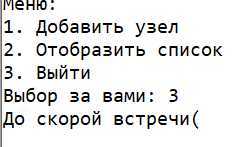 Меню:
1. Добавить узел
2. Отобразить список
3. Выйти
Выбор за вами: 3
До скорой встречи(